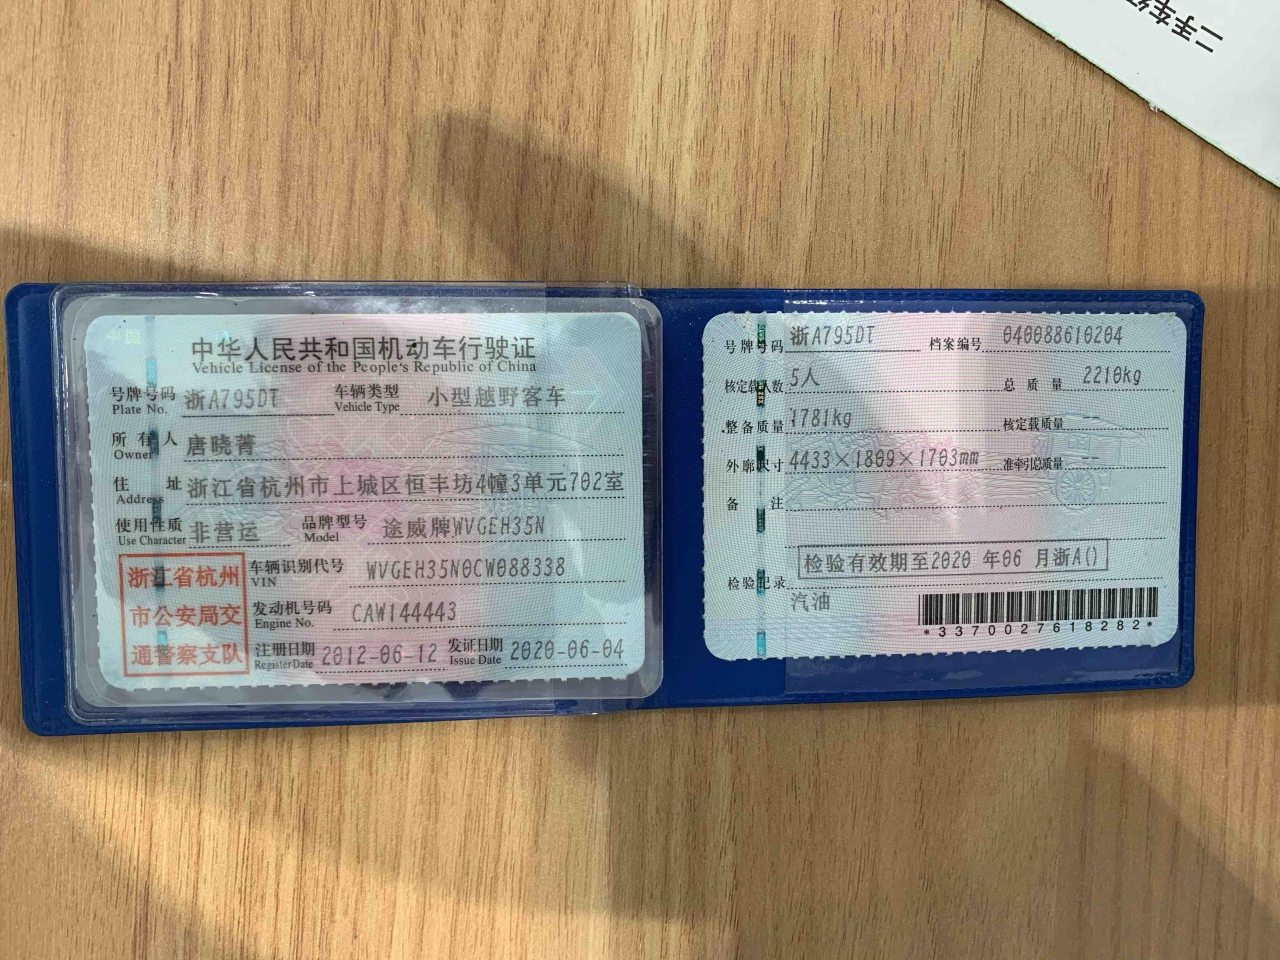 二手车
中华人民共和国机动车行驶证
Vehicle License of the People's Republic of China
号牌号码 浙A795DT 车辆类型 小型越野客车
Plate No. Vehicle Type
所有人 唐晓菁
Owner
住址 浙江省杭州市上城区恒丰坊4幢3单元702室
Address
使用性质 非营运 品牌型号 途威牌WVGEH35N
Use Character Model
浙江省杭州
市公安局交
通警察支队
车辆识别代号 WVGEH35N0CW088338
VIN
发动机号码 CAW144443
Engine No.
注册日期 2012-06-12 发证日期 2020-06-04
Register Date Issue Date
号牌号码 浙A795DT 档案编号 040088610204
核定载人数 5人 总质量 2210kg
整备质量 1781kg 核定载质量 --
外廓尺寸 4433×1809×1703mm 准牵引总质量 --
备注
检验有效期至2020 年06 月浙A()
检验记录
汽油
*3370027618282*